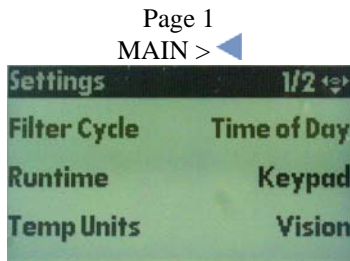 Page 1
MAIN >
Settings 1/2
Filter Cycle Time of Day
Runtime Keypad
Temp Units Vision